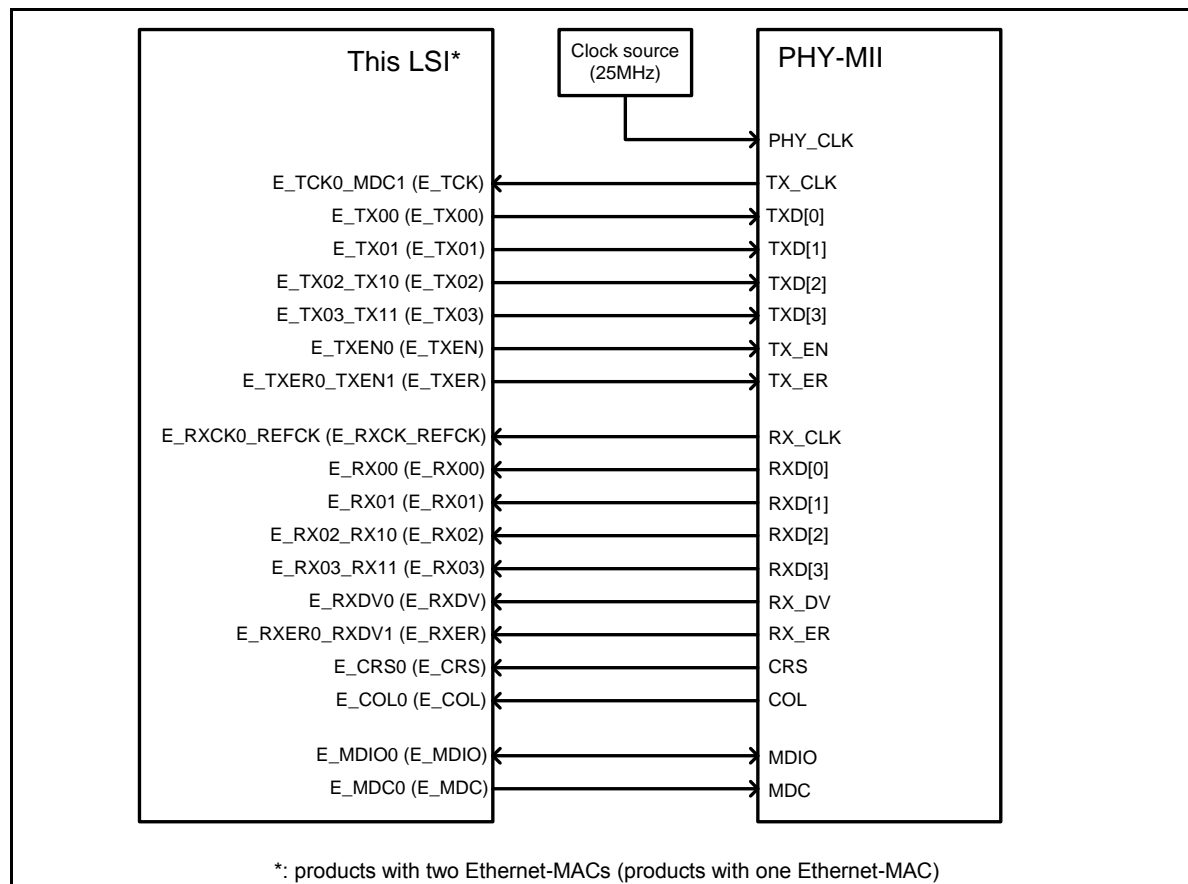 This LSI*
Clock source
(25MHz)
PHY-MII
PHY_CLK
E_TCK0_MDC1 (E_TCK) TX_CLK
E_TX00 (E_TX00) TXD[0]
E_TX01 (E_TX01) TXD[1]
E_TX02_TX10 (E_TX02) TXD[2]
E_TX03_TX11 (E_TX03) TXD[3]
E_TXEN0 (E_TXEN) TX_EN
E_TXER0_TXEN1 (E_TXER) TX_ER
E_RXCK0_REFCK (E_RXCK_REFCK) RX_CLK
E_RX00 (E_RX00) RXD[0]
E_RX01 (E_RX01) RXD[1]
E_RX02_RX10 (E_RX02) RXD[2]
E_RX03_RX11 (E_RX03) RXD[3]
E_RXDV0 (E_RXDV) RX_DV
E_RXER0_RXDV1 (E_RXER) RX_ER
E_CRS0 (E_CRS) CRS
E_COL0 (E_COL) COL
E_MDIO0 (E_MDIO) MDIO
E_MDC0 (E_MDC) MDC
*: products with two Ethernet-MACs (products with one Ethernet-MAC)